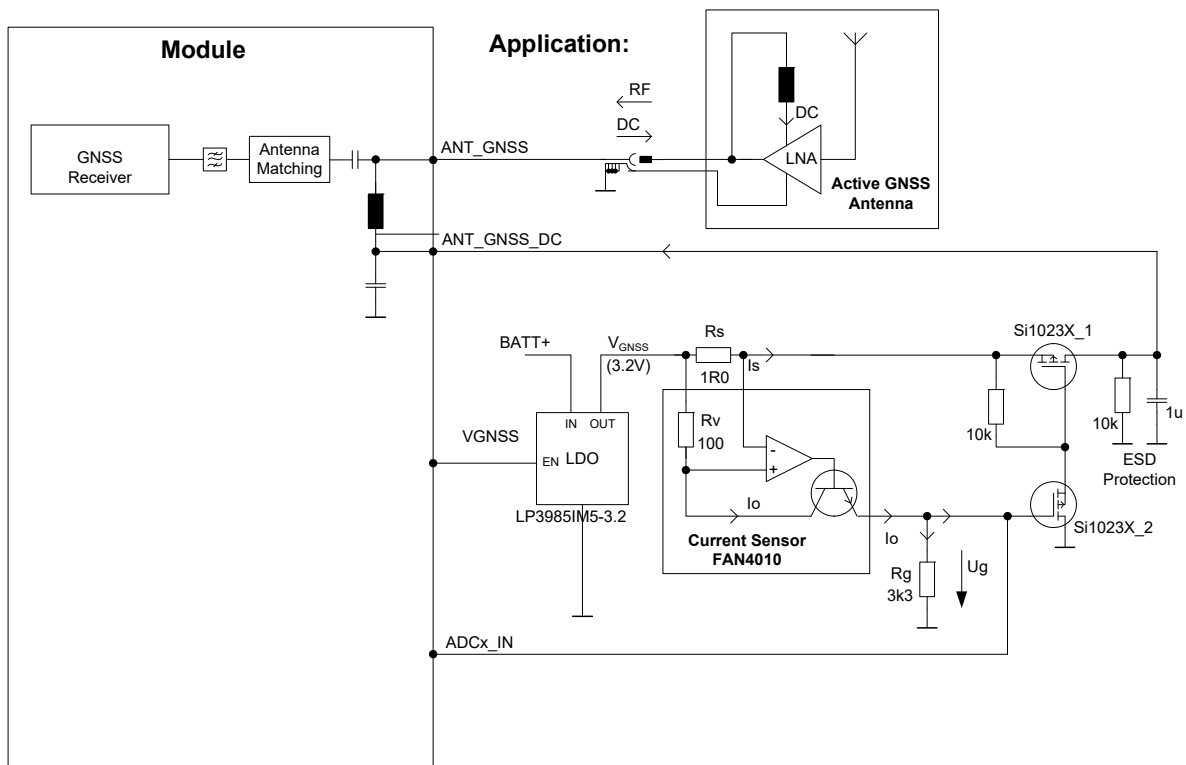 Module
Application:
GNSS
Receiver
Antenna
Matching
ANT_GNSS
RF
DC
DC
LNA
Active GNSS
Antenna
ANT_GNSS_DC
BATT+
VGNSS
(3.2V)
Rs
1R0
Is
Si1023X_1
10k
10k
1u
ESD
Protection
VGNSS
IN OUT
EN LDO
LP3985IM5-3.2
Rv
100
-
+
Io
Io
Current Sensor
FAN4010
Rg
3k3
Ug
Si1023X_2
ADCx_IN